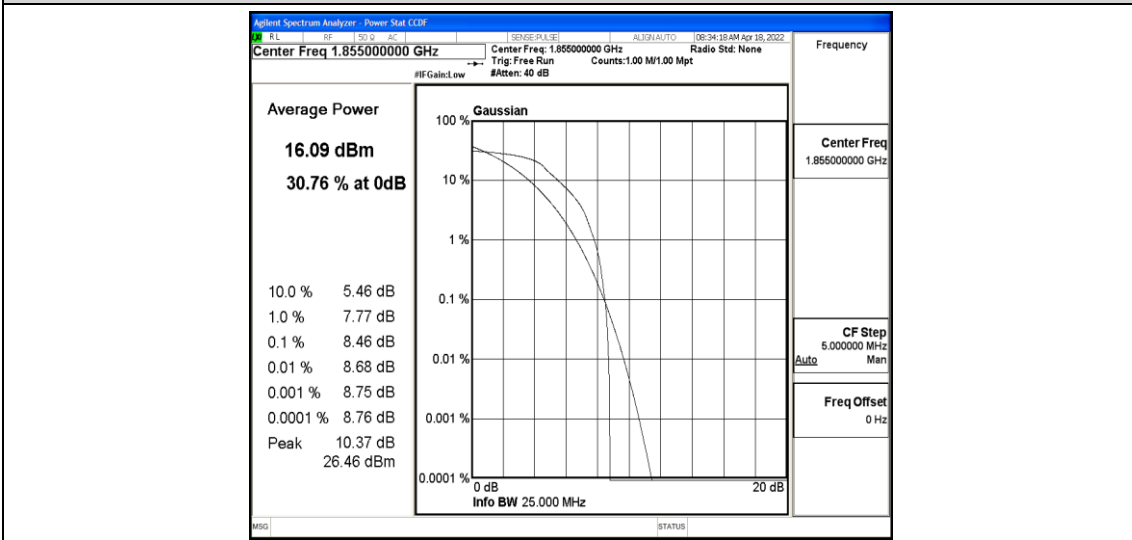 Agilent Spectrum Analyzer - Power Stat CCDF
LXI RL RF 50 Ω AC SENSE:PULSE ALIGN AUTO 08:34:18 AM Apr 18, 2022
Center Freq 1.855000000 GHz
Center Freq: 1.855000000 GHz Radio Std: None
Trig: Free Run Counts:1.00 M/1.00 Mpt
#IFGain:Low #Atten: 40 dB
Frequency
Average Power
16.09 dBm
30.76 % at 0dB
10.0 % 5.46 dB
1.0 % 7.77 dB
0.1 % 8.46 dB
0.01 % 8.68 dB
0.001 % 8.75 dB
0.0001 % 8.76 dB
Peak 10.37 dB
26.46 dBm
Gaussian
100 %
10 %
1 %
0.1 %
0.01 %
0.001 %
0.0001 %
0 dB 20 dB
Info BW 25.000 MHz
Center Freq
1.855000000 GHz
CF Step
5.000000 MHz
Auto Man
Freq Offset
0 Hz
MSG STATUS